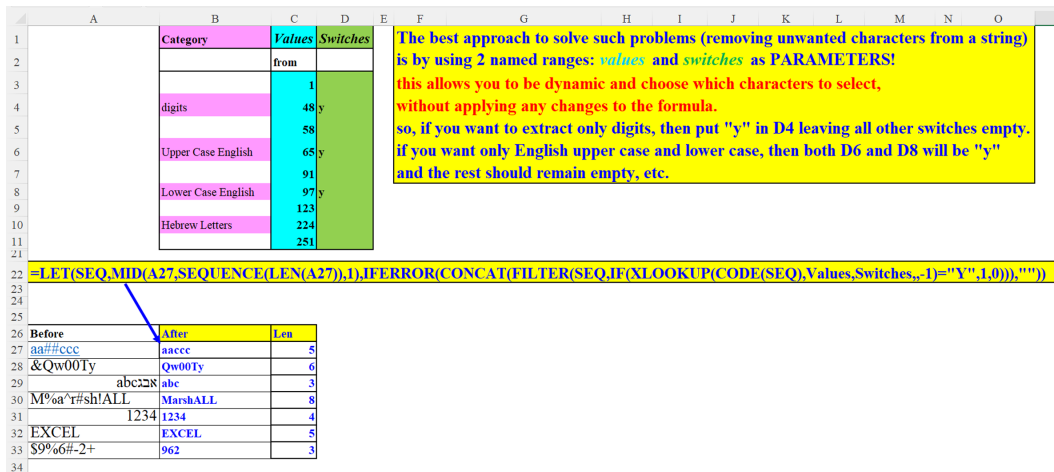 A B C D E F G H I J K L M N O
1 Category Values Switches The best approach to solve such problems (removing unwanted characters from a string)
2 from is by using 2 named ranges: values and switches as PARAMETERS!
3 1 this allows you to be dynamic and choose which characters to select,
4 digits 48 y without applying any changes to the formula.
5 58 so, if you want to extract only digits, then put "y" in D4 leaving all other switches empty.
6 Upper Case English 65 y if you want only English upper case and lower case, then both D6 and D8 will be "y"
7 91 and the rest should remain empty, etc.
8 Lower Case English 97 y
9 123
10 Hebrew Letters 224
11 251
21
22 =LET(SEQ,MID(A27,SEQUENCE(LEN(A27)),1),IFERROR(CONCAT(FILTER(SEQ,IF(XLOOKUP(CODE(SEQ),Values,Switches,,-1)="Y",1,0))),""))
23
24
25
26 Before After Len
27 aa##ccc aaccc 5
28 &Qw00Ty Qw00Ty 6
29 abcאבג abc 3
30 M%a^r#sh!ALL MarshALL 8
31 1234 1234 4
32 EXCEL EXCEL 5
33 $9%6#-2+ 962 3
34